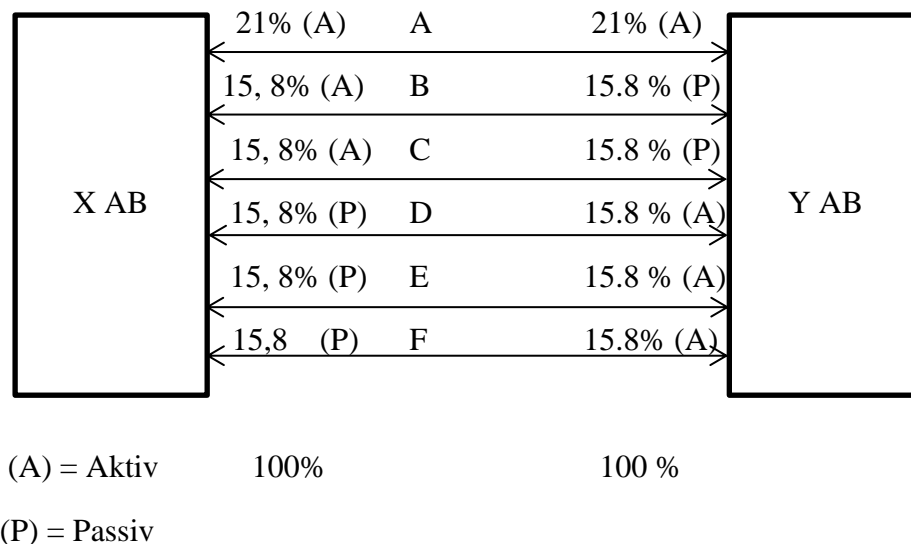 21% (A) A 21% (A)
15, 8% (A) B 15.8 % (P)
15, 8% (A) C 15.8 % (P)
X AB Y AB
15, 8% (P) D 15.8 % (A)
15, 8% (P) E 15.8 % (A)
15,8 (P) F 15.8% (A)
(A) = Aktiv 100% 100 %
(P) = Passiv